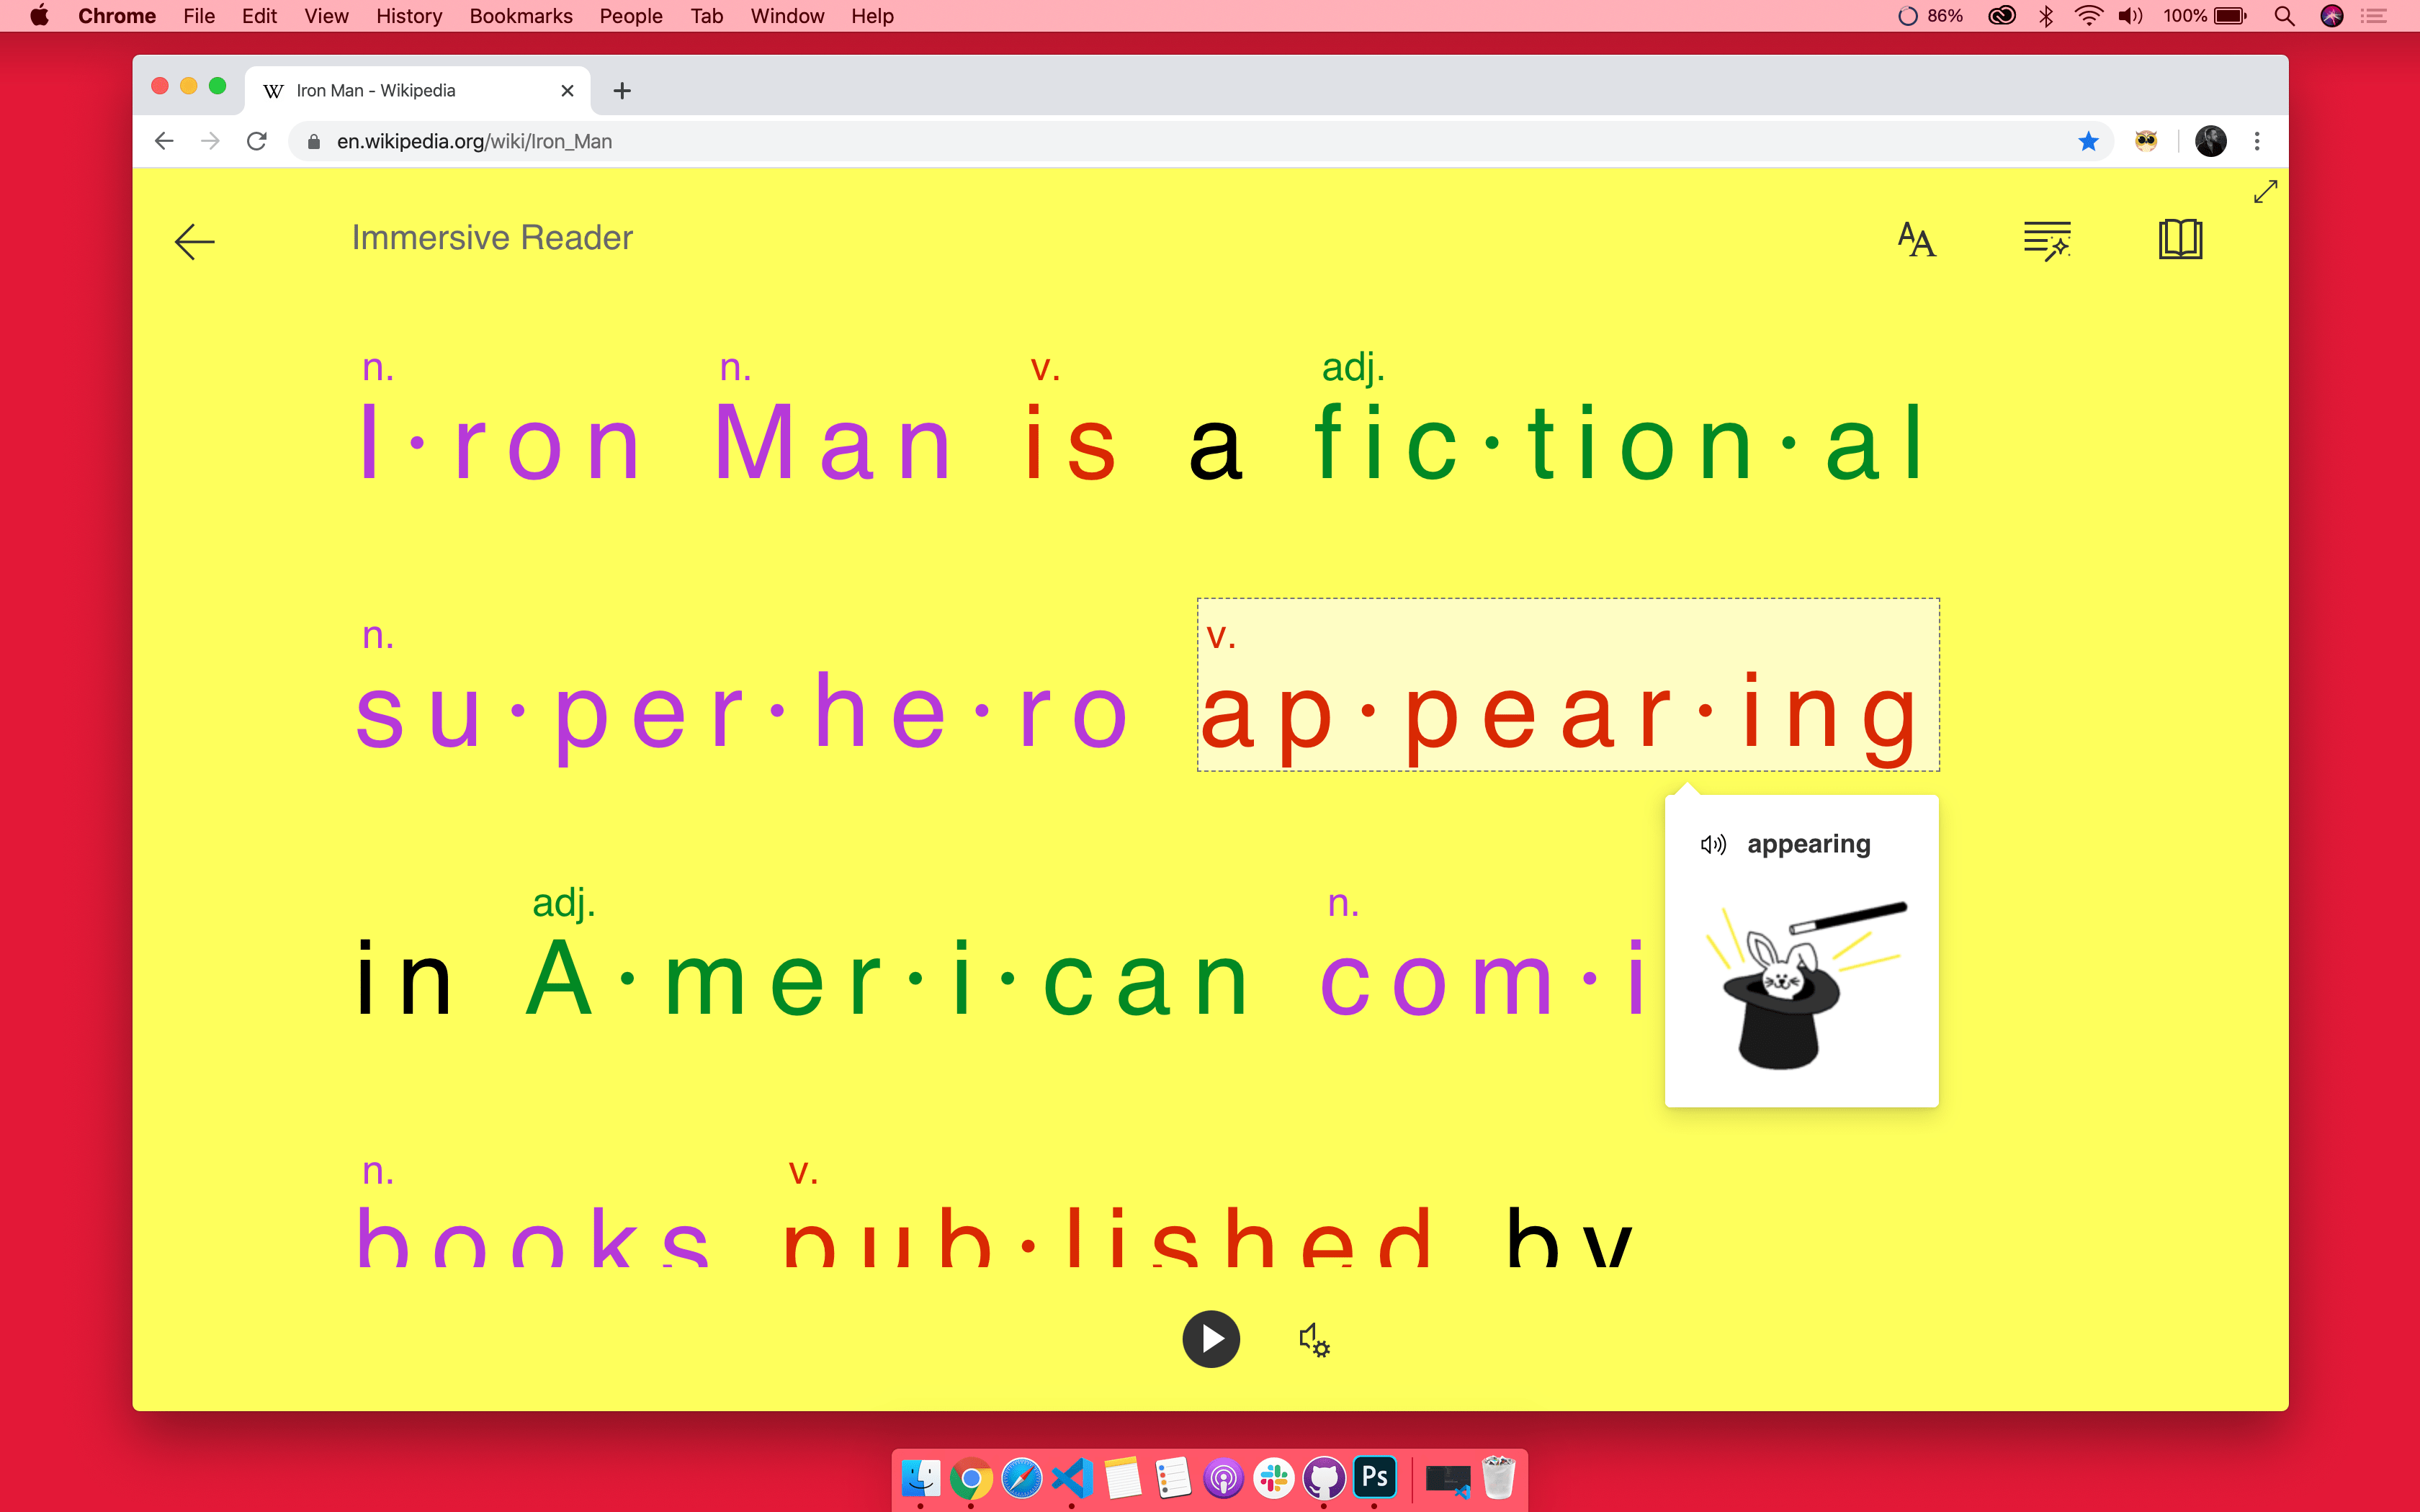 Chrome File Edit View History Bookmarks People Tab Window Help 86% 100%
Iron Man - Wikipedia
en.wikipedia.org/wiki/Iron_Man
Immersive Reader
n. n. v. adj.
I·ron Man is a fic·tion·al
n. v.
su·per·he·ro ap·pear·ing
appearing
adj. n.
in A·mer·i·can com·i
n. v.
books pub·lished by
Ps